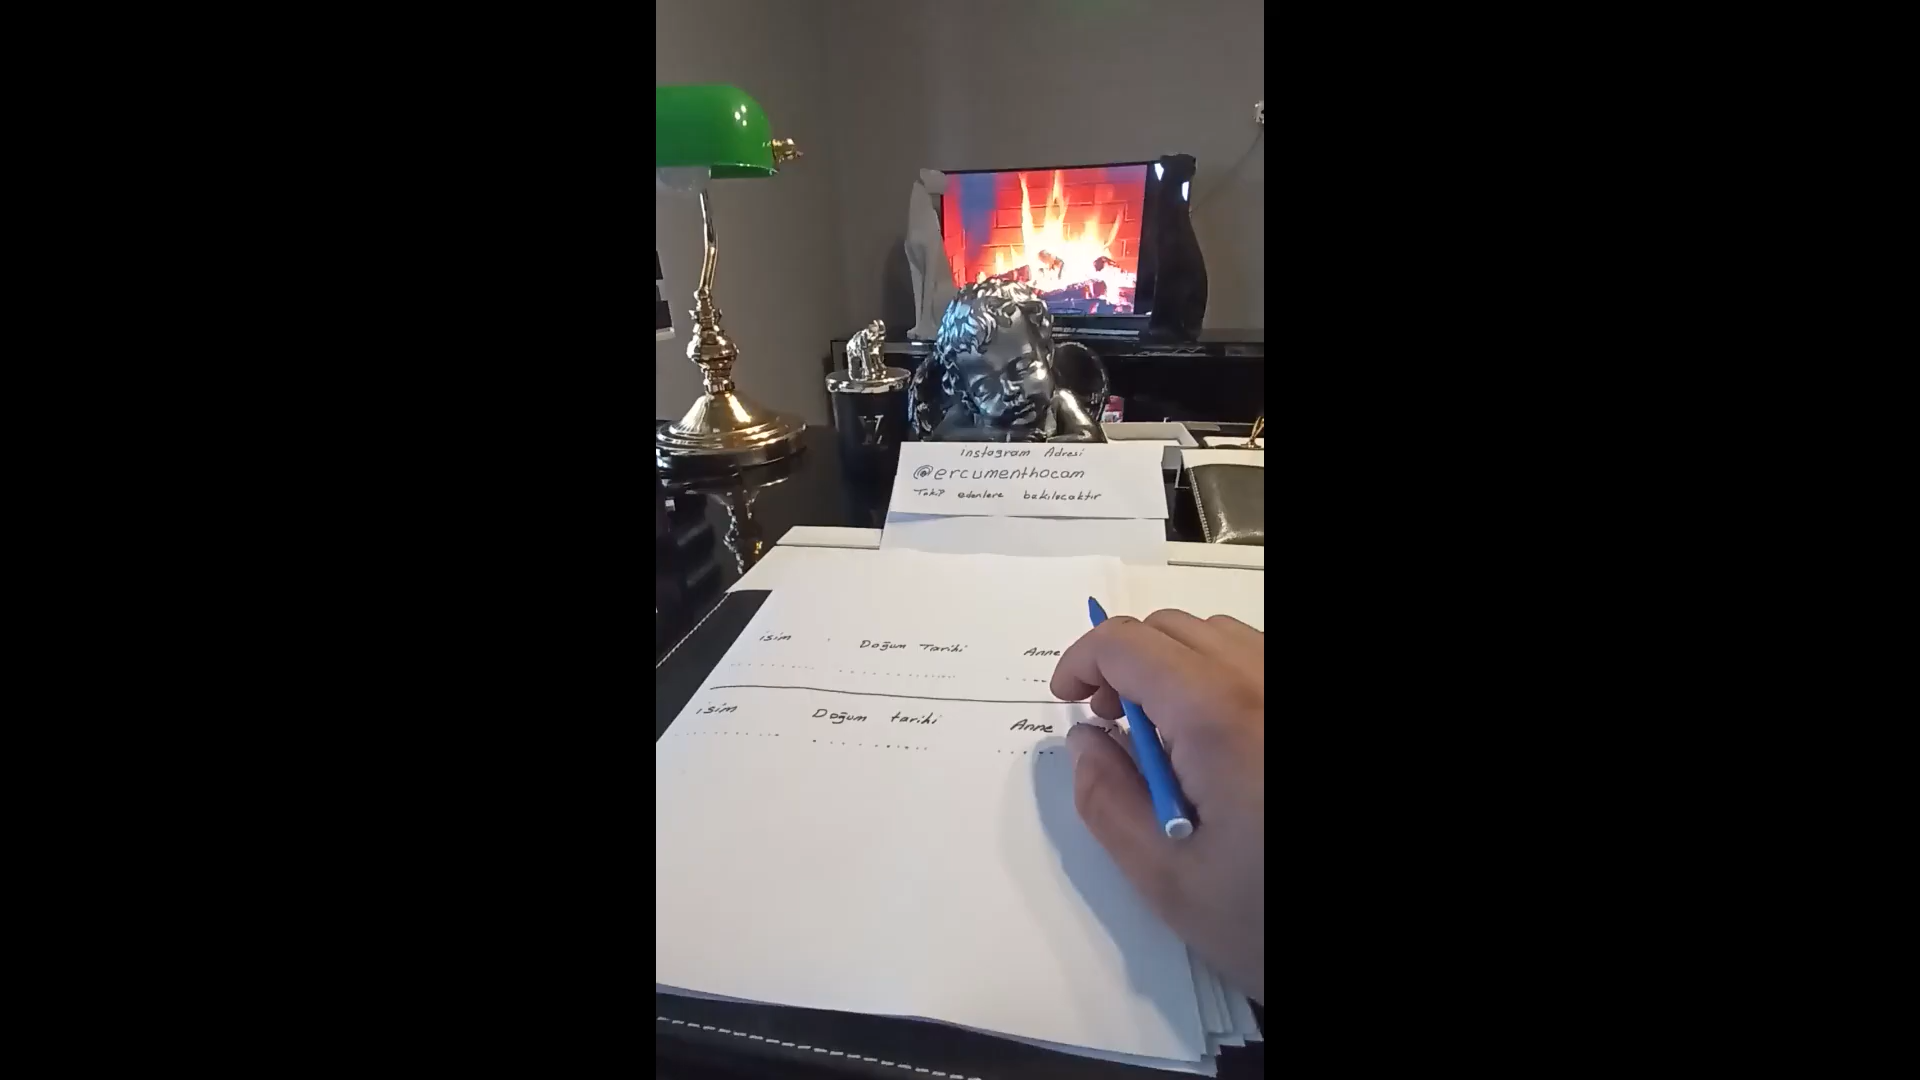 instagram Adresi
@ercumenthocam
Takip edenlere bakılacaktır
isim Doğum Tarihi Anne
isim Doğum tarihi Anne